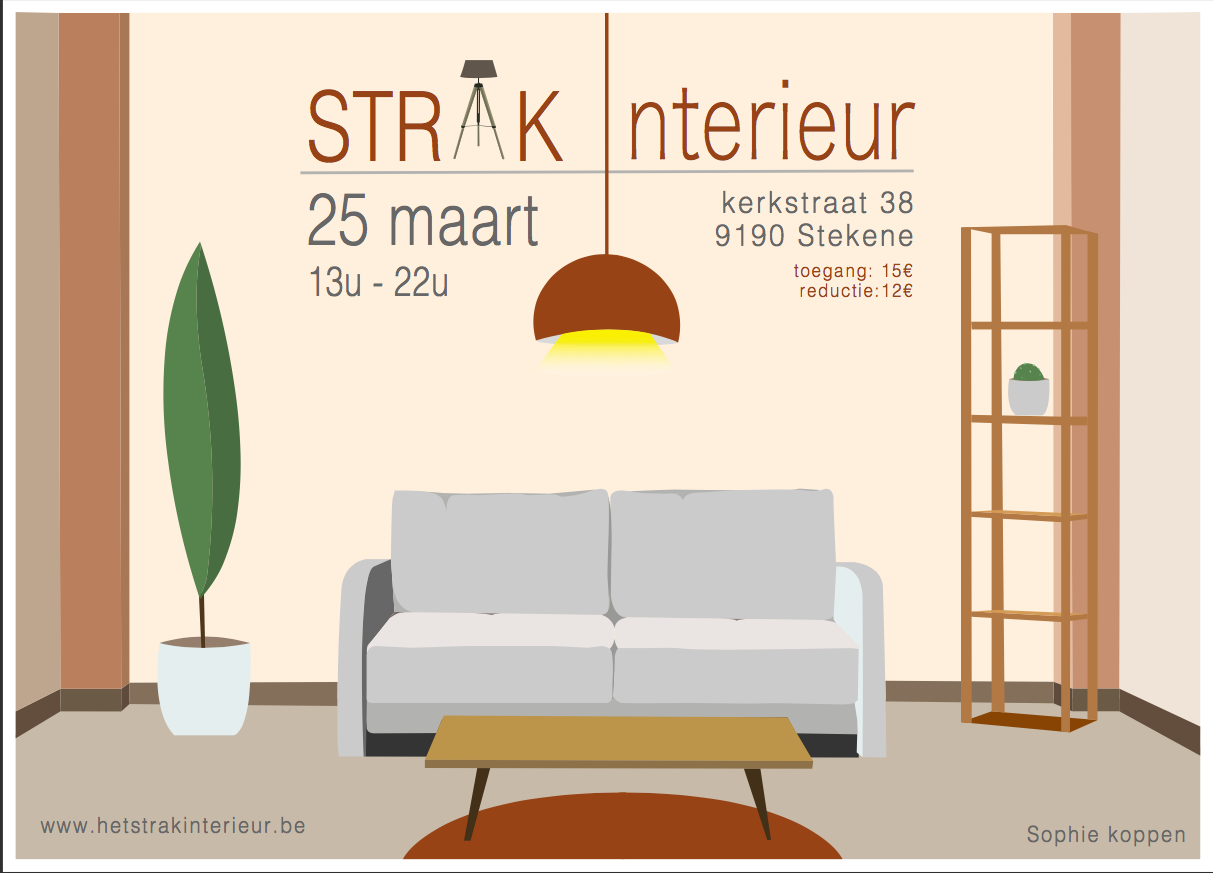 STRAK Interieur
25 maart
13u - 22u
kerkstraat 38
9190 Stekene
toegang: 15€
reductie:12€
www.hetstrakinterieur.be
Sophie koppen